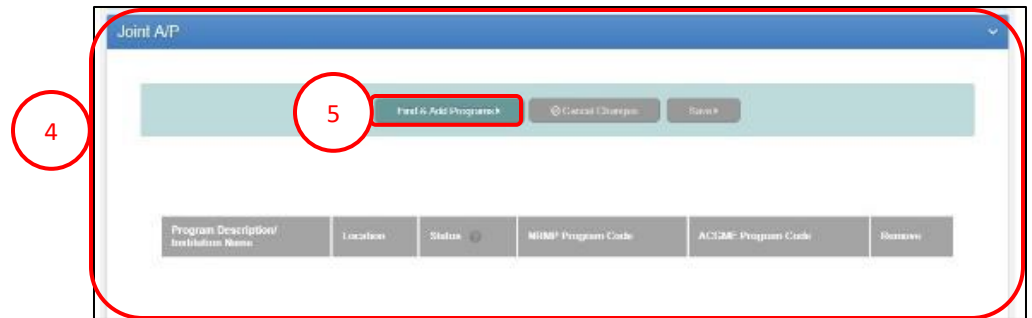 Joint A/P
4
5
Find & Add Programs
Cancel Changes
Save
Program Description/
Institution Name
Location
Status
NRMP Program Code
ACGME Program Code
Remove